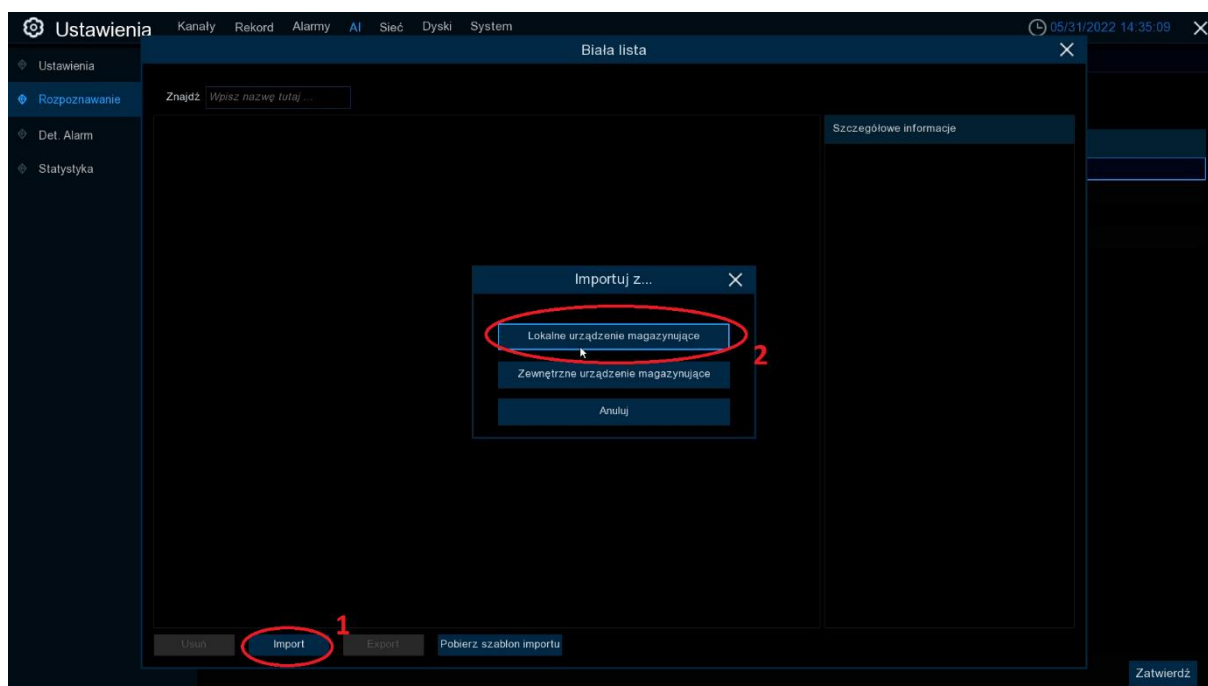 Ustawienia Kanały Rekord Alarmy AI Sieć Dyski System 05/31/2022 14:35:09
Biała lista
Ustawienia
Rozpoznawanie
Det. Alarm
Statystyka
Znajdź Wpisz nazwę tutaj ...
Szczegółowe informacje
Importuj z...
Lokalne urządzenie magazynujące
2
Zewnętrzne urządzenie magazynujące
Anuluj
1
Usuń Import Export Pobierz szablon importu
Zatwierdź